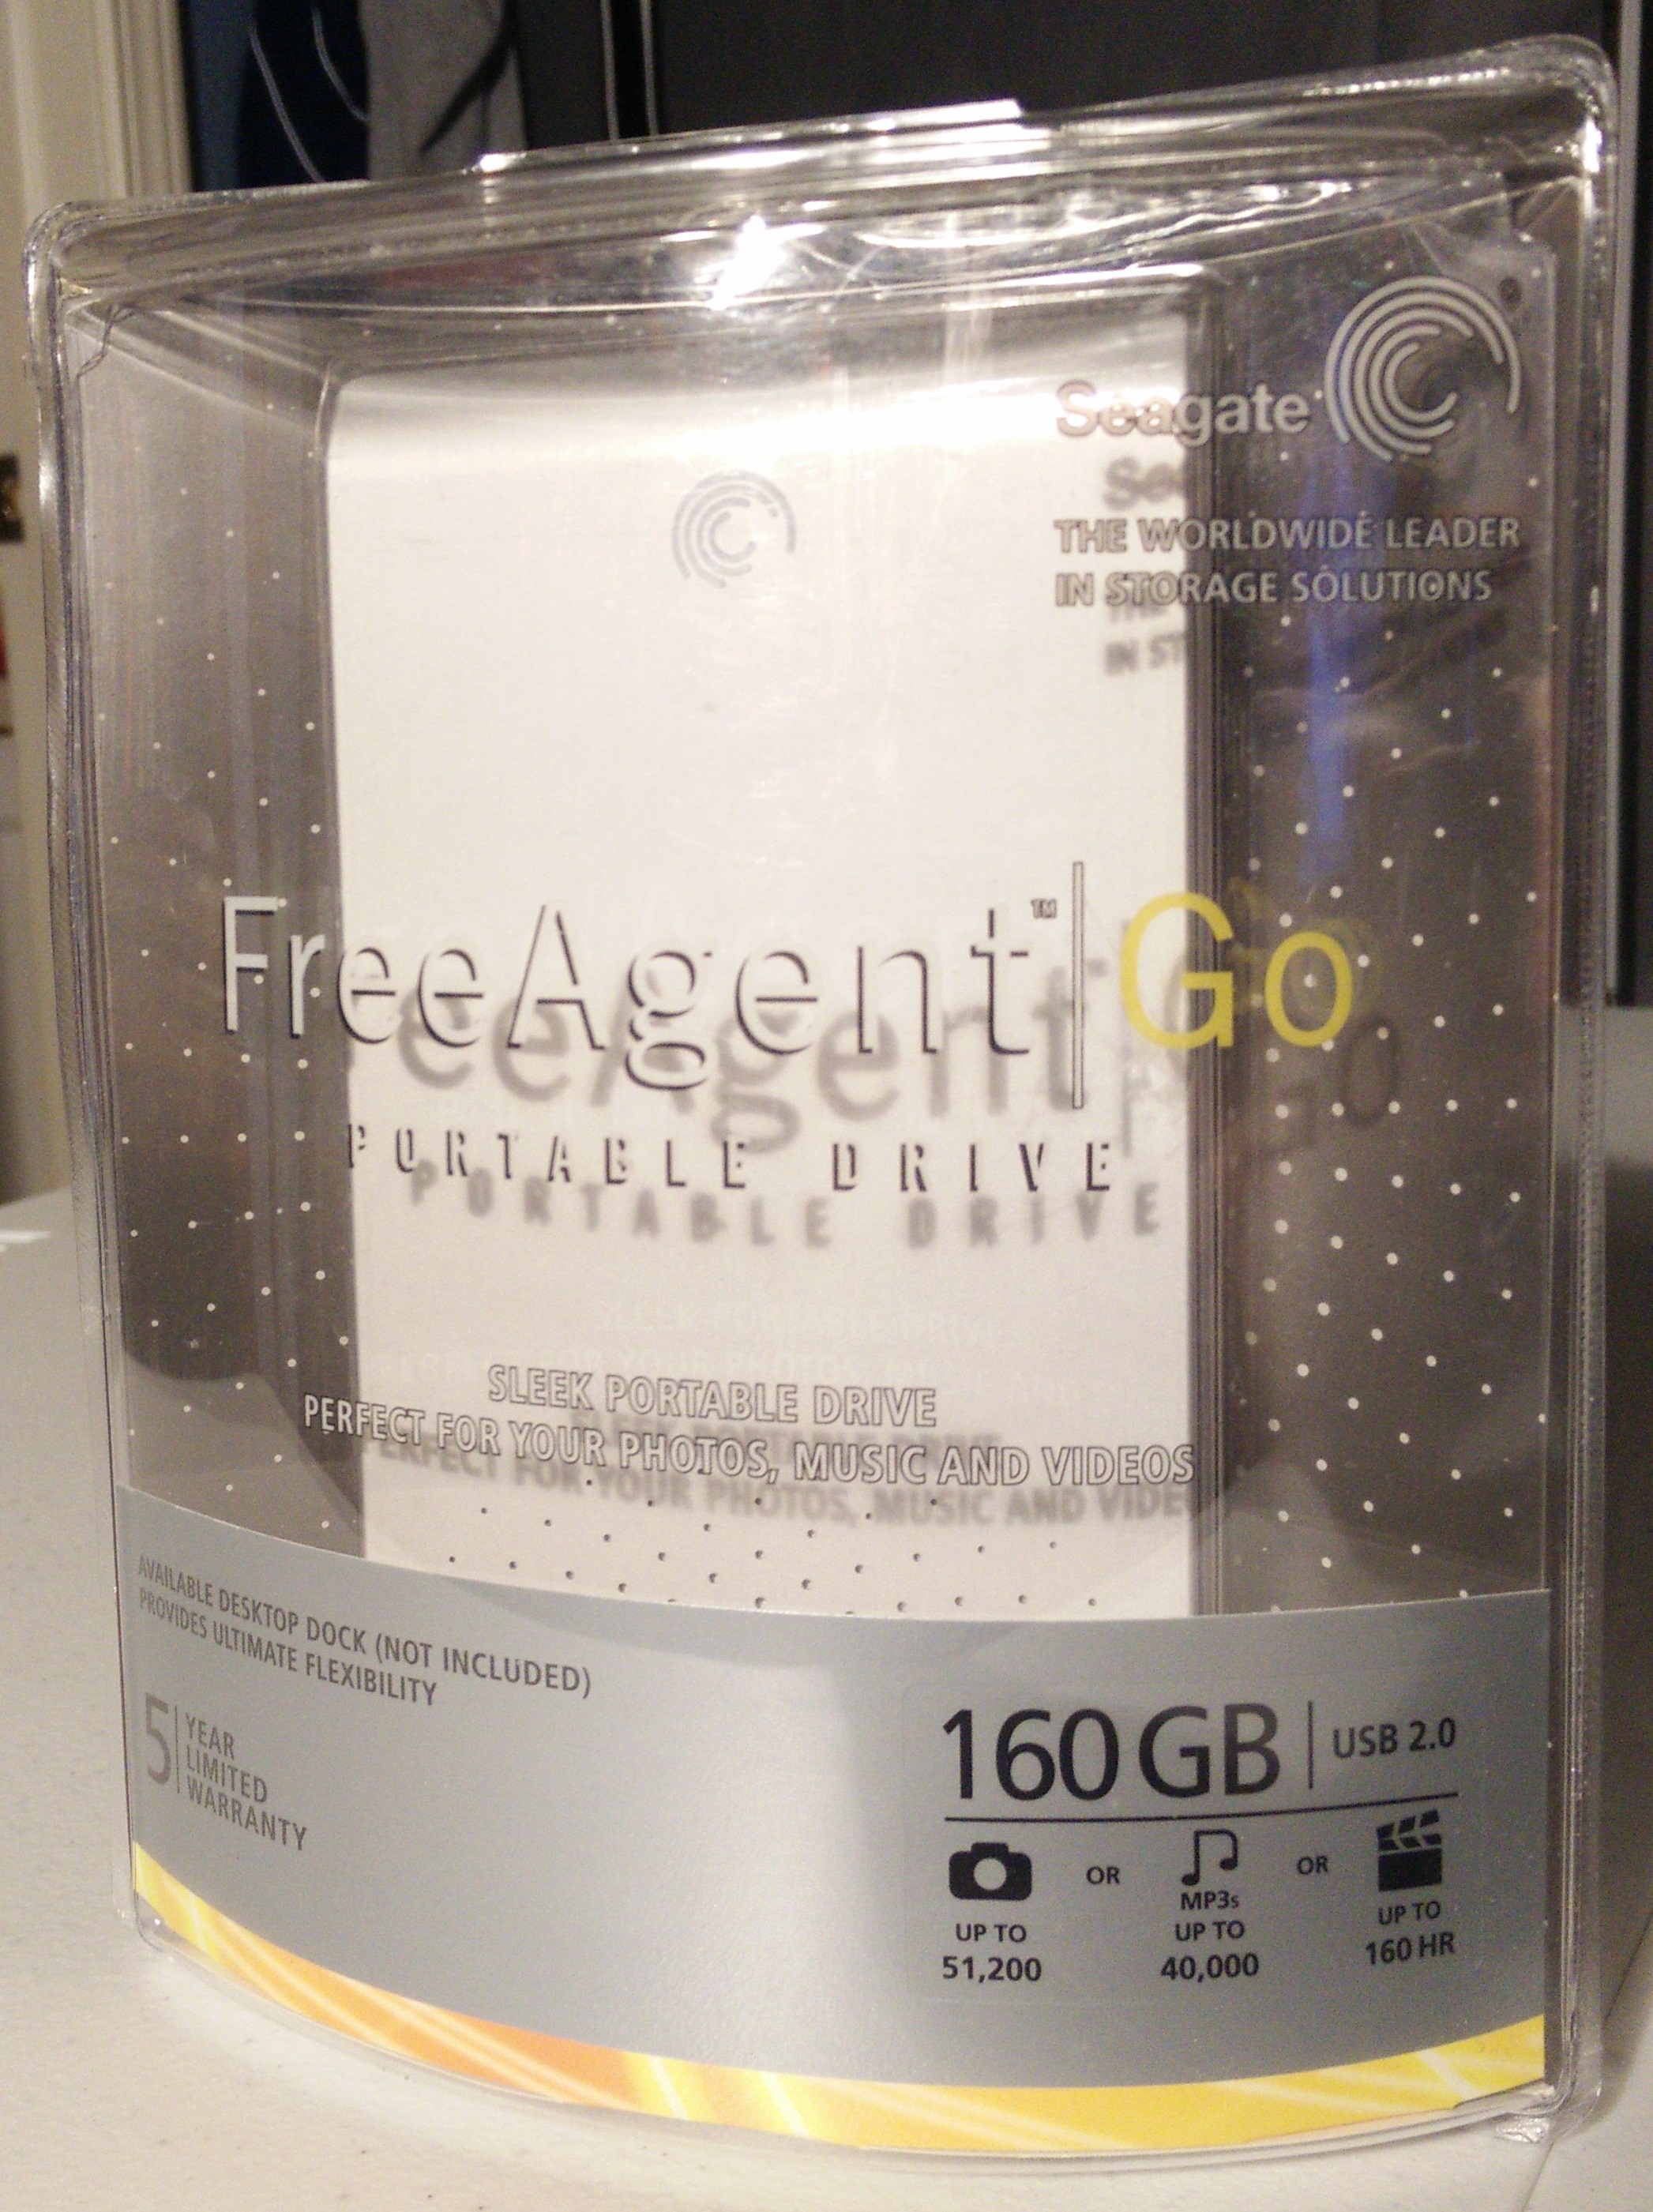 Seagate
THE WORLDWIDE LEADER
IN STORAGE SOLUTIONS
FreeAgent™|Go
PORTABLE DRIVE
SLEEK PORTABLE DRIVE
PERFECT FOR YOUR PHOTOS, MUSIC AND VIDEOS
AVAILABLE DESKTOP DOCK (NOT INCLUDED)
PROVIDES ULTIMATE FLEXIBILITY
5 YEAR
LIMITED
WARRANTY
160 GB | USB 2.0
OR OR
MP3s
UP TO UP TO UP TO
51,200 40,000 160 HR